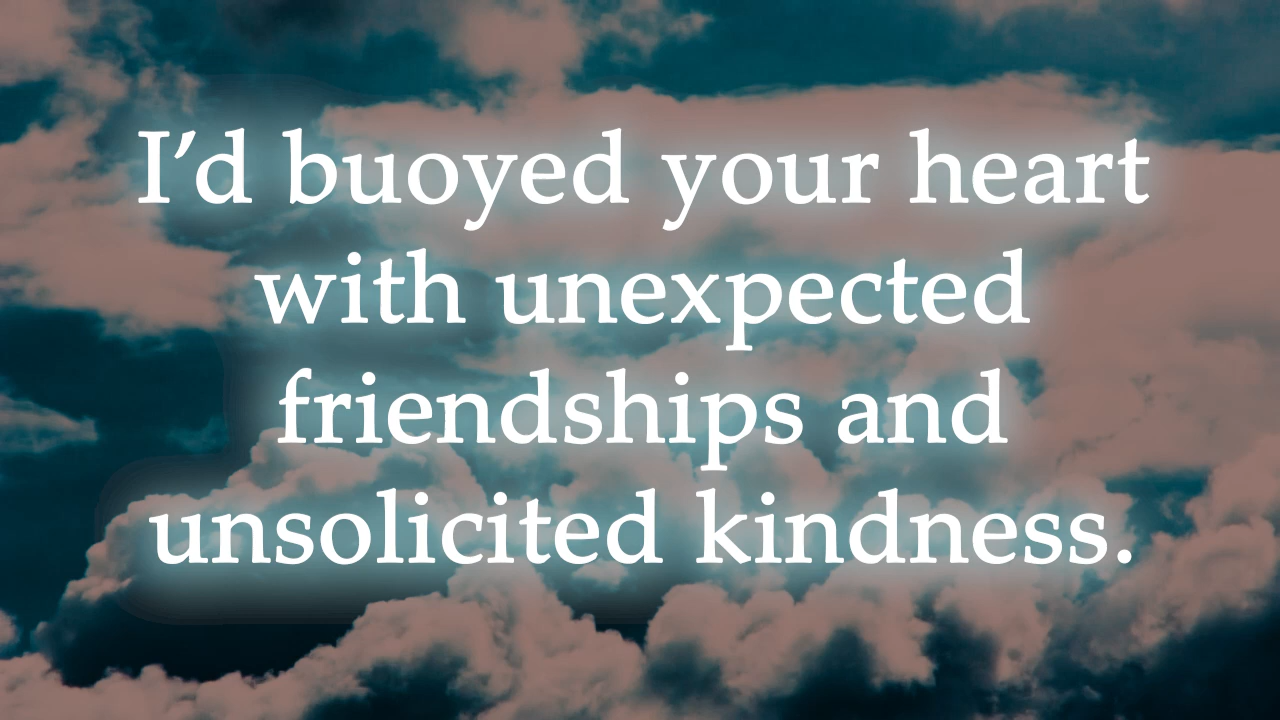 I’d buoyed your heart
with unexpected
friendships and
unsolicited kindness.